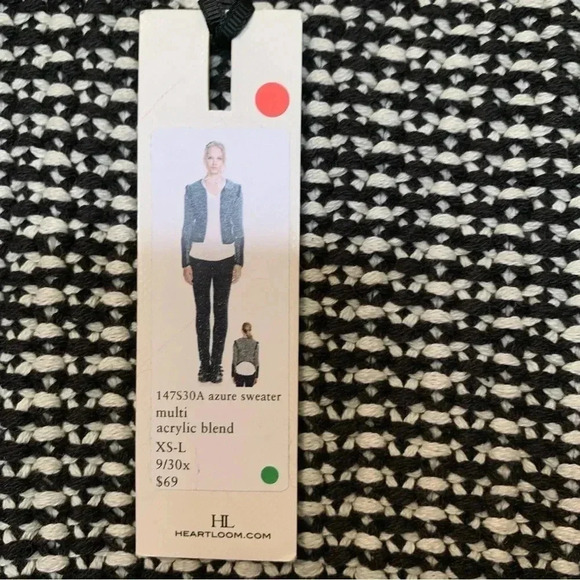 147S30A azure sweater
multi
acrylic blend
XS-L
9/30x
$69
HL
HEARTLOOM.COM